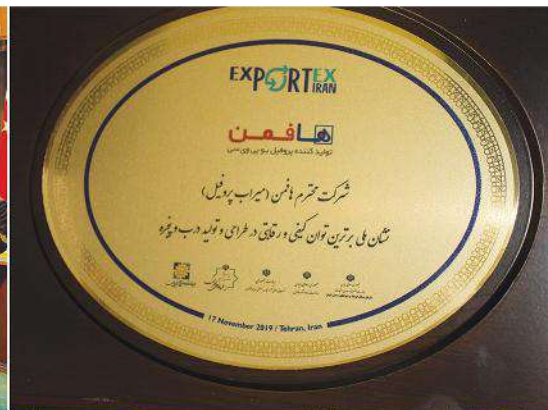 EXPORTEX
IRAN
هافمن
تولید کننده پروفیل یو پی وی سی
شرکت محترم هافمن (میراب پروفیل)
نشان ملی برترین توان کیفی و رقابتی در طراحی و تولید درب و پنجره
17 November 2019 / Tehran, Iran